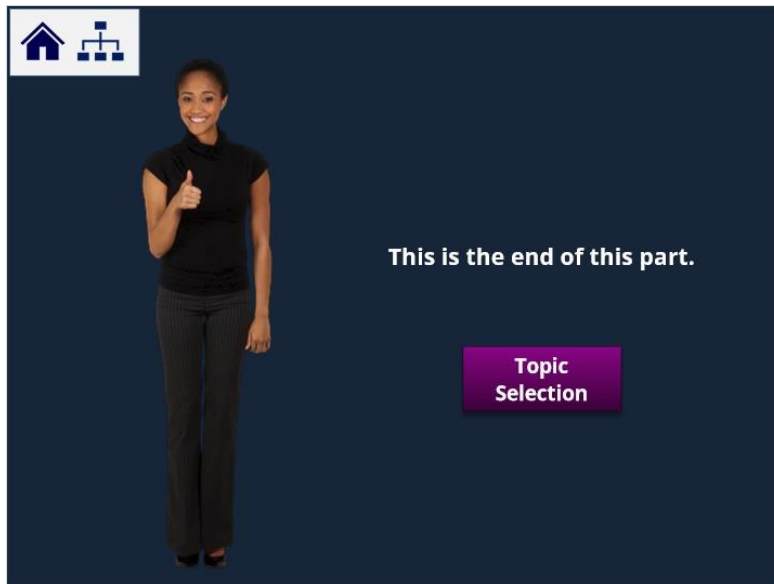 This is the end of this part.
Topic
Selection